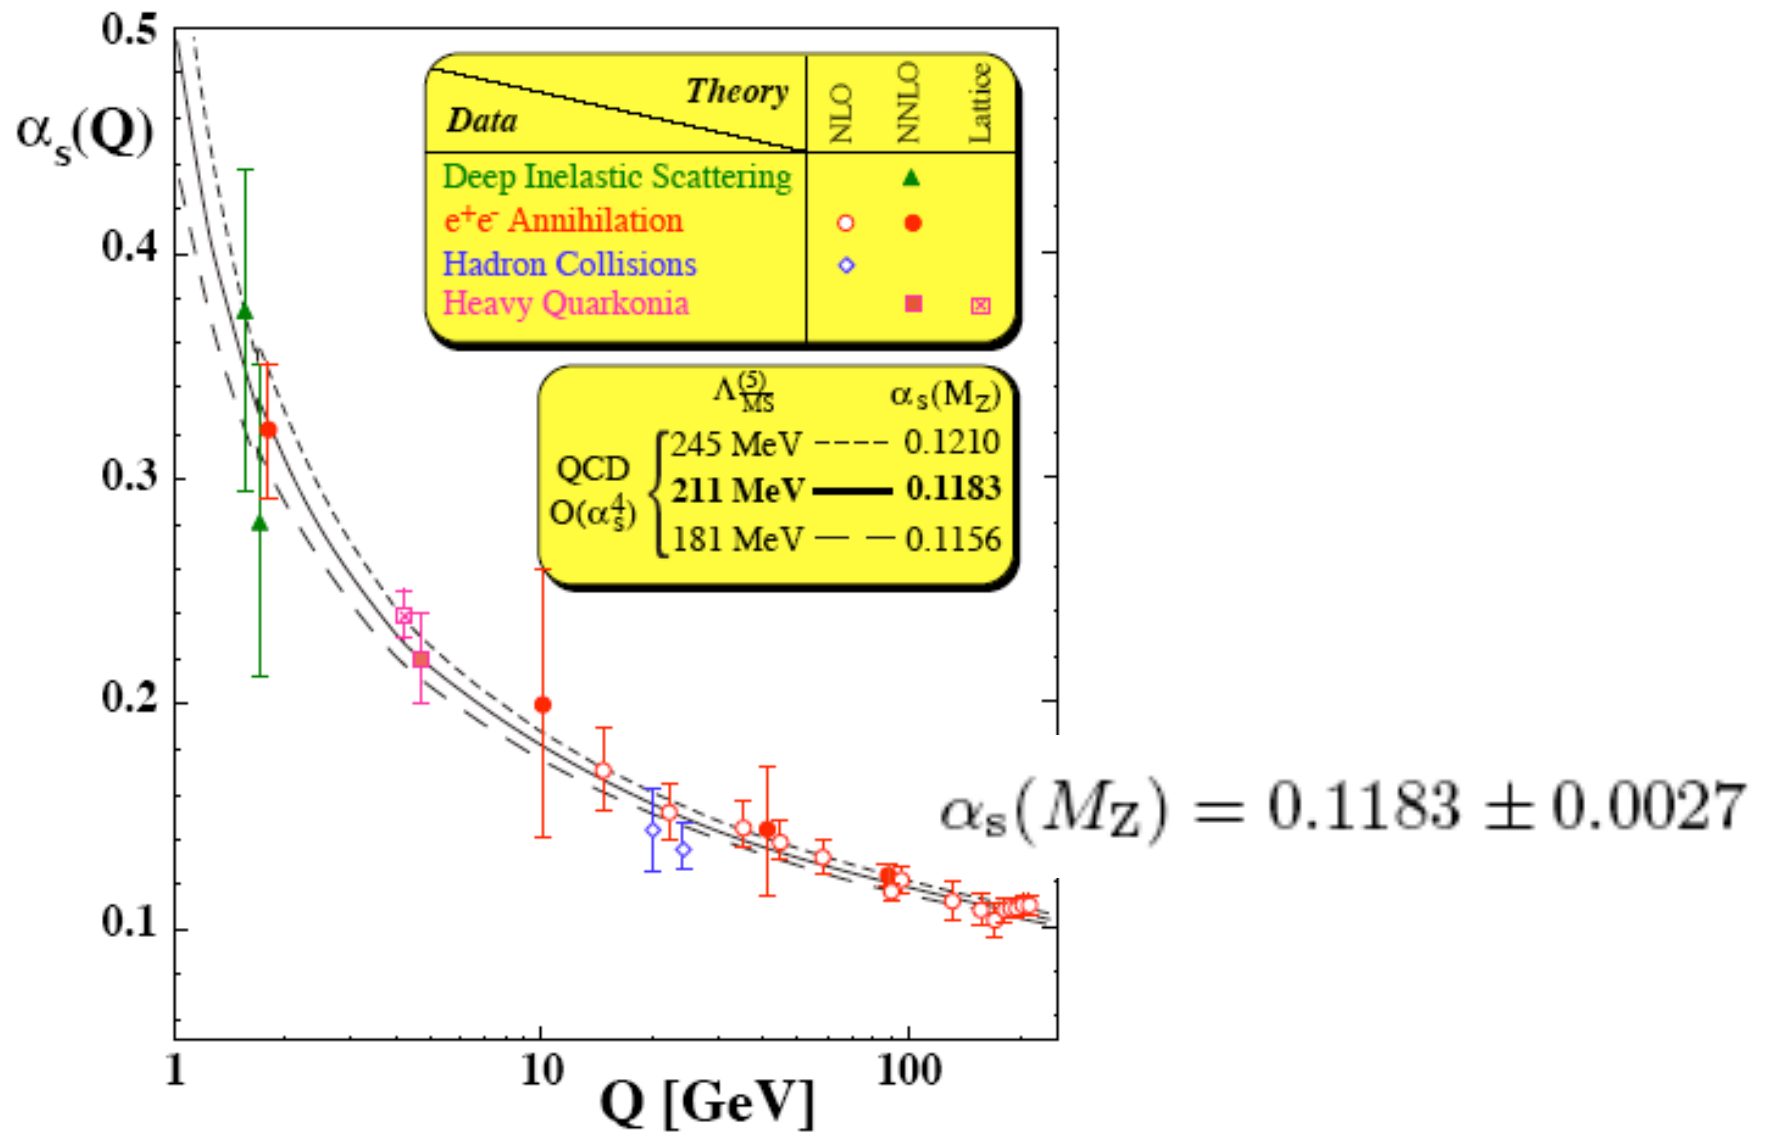 0.5
α_s(Q)
0.4
0.3
0.2
0.1
Theory
Data
NLO
NNLO
Lattice
Deep Inelastic Scattering
e⁺e⁻ Annihilation
Hadron Collisions
Heavy Quarkonia
Λ^(5)_MS̅ α_s(M_Z)
QCD
O(α_s^4)
245 MeV 0.1210
211 MeV 0.1183
181 MeV 0.1156
α_s(M_Z) = 0.1183 ± 0.0027
1 10 100
Q [GeV]